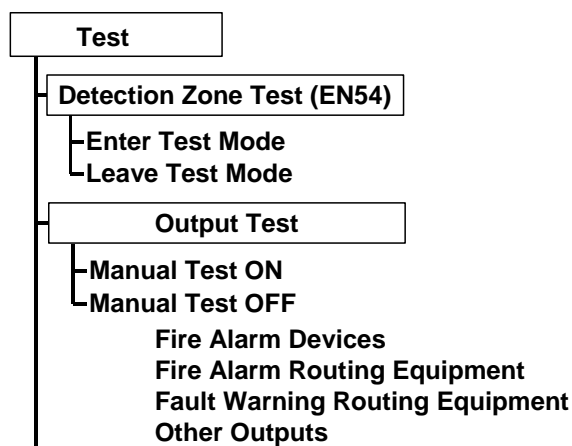 Test
Detection Zone Test (EN54)
Enter Test Mode
Leave Test Mode
Output Test
Manual Test ON
Manual Test OFF
Fire Alarm Devices
Fire Alarm Routing Equipment
Fault Warning Routing Equipment
Other Outputs